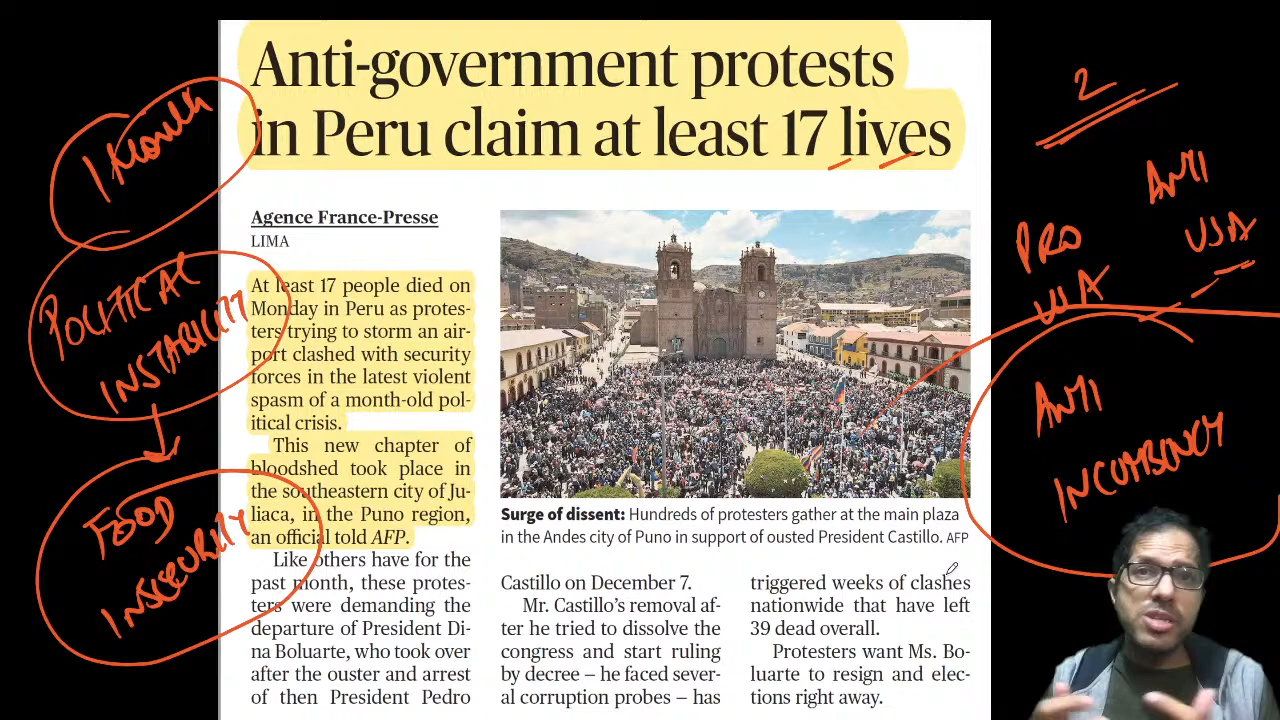 Anti-government protests
in Peru claim at least 17 lives
Agence France-Presse
LIMA
At least 17 people died on
Monday in Peru as protes-
ters trying to storm an air-
port clashed with security
forces in the latest violent
spasm of a month-old pol-
itical crisis.
This new chapter of
bloodshed took place in
the southeastern city of Ju-
liaca, in the Puno region,
an official told AFP.
Like others have for the
past month, these protes-
ters were demanding the
departure of President Di-
na Boluarte, who took over
after the ouster and arrest
of then President Pedro
Surge of dissent: Hundreds of protesters gather at the main plaza
in the Andes city of Puno in support of ousted President Castillo. AFP
Castillo on December 7.
Mr. Castillo's removal af-
ter he tried to dissolve the
congress and start ruling
by decree – he faced sever-
al corruption probes – has
triggered weeks of clashes
nationwide that have left
39 dead overall.
Protesters want Ms. Bo-
luarte to resign and elec-
tions right away.
1 Month
POLITICAL
INSTABILITY
FOOD
INSECURITY
2
PRO
ANTI
USA
ANTI
INCUMBENCY